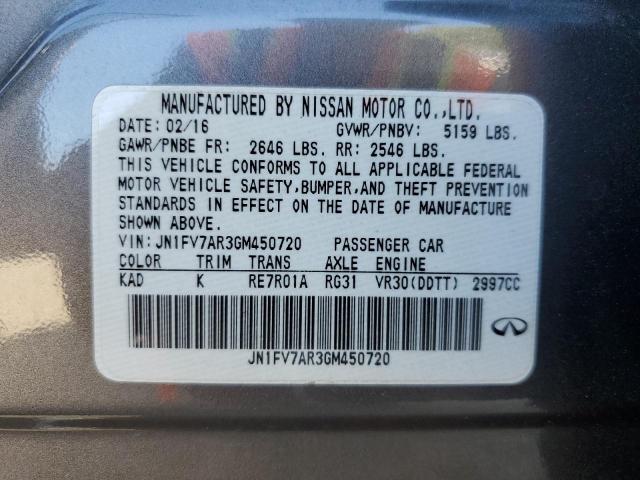 MANUFACTURED BY NISSAN MOTOR CO.,LTD.
DATE: 02/16 GVWR/PNBV: 5159 LBS.
GAWR/PNBE FR: 2646 LBS. RR: 2546 LBS.
THIS VEHICLE CONFORMS TO ALL APPLICABLE FEDERAL
MOTOR VEHICLE SAFETY,BUMPER,AND THEFT PREVENTION
STANDARDS IN EFFECT ON THE DATE OF MANUFACTURE
SHOWN ABOVE.
VIN: JN1FV7AR3GM450720 PASSENGER CAR
COLOR TRIM TRANS AXLE ENGINE
KAD K RE7R01A RG31 VR30(DDTT) 2997CC
JN1FV7AR3GM450720